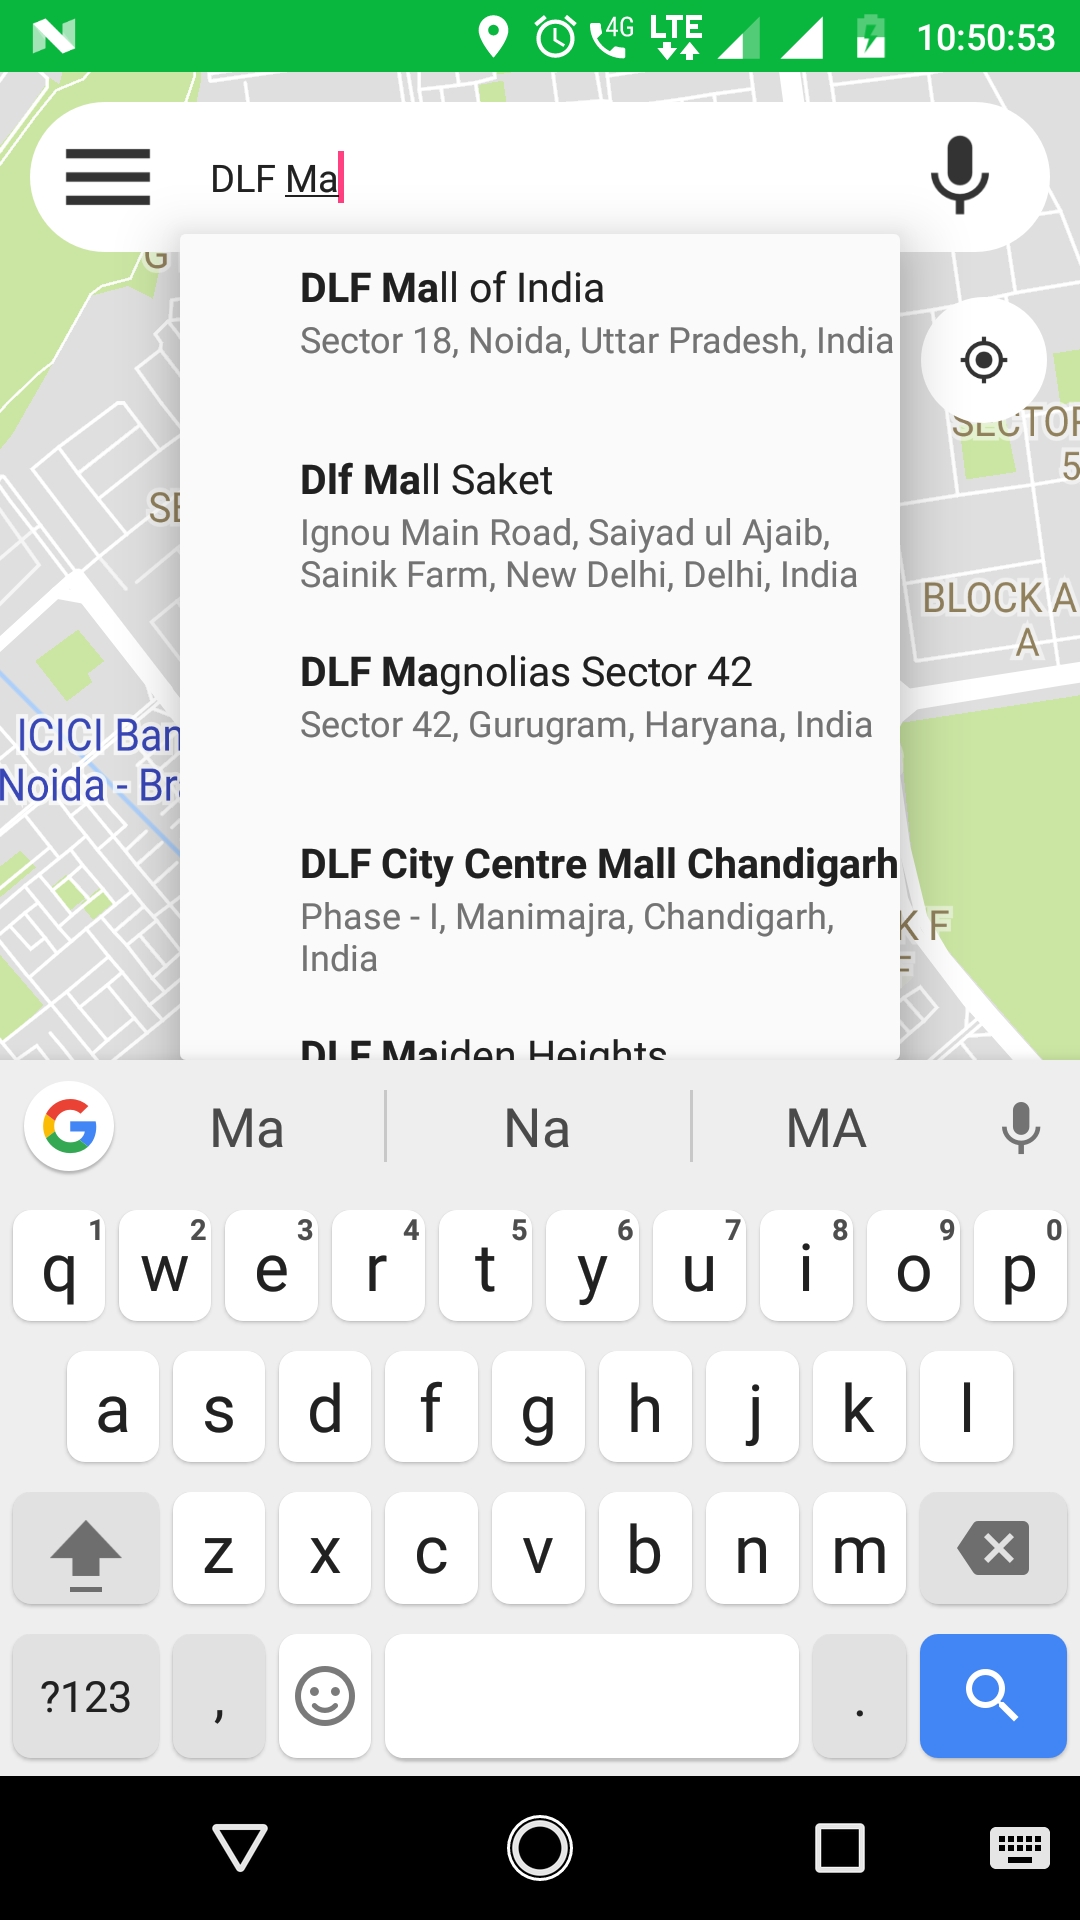 4G LTE 10:50:53
DLF Ma
G
DLF Mall of India
Sector 18, Noida, Uttar Pradesh, India
SECTOR
5
Dlf Mall Saket
Ignou Main Road, Saiyad ul Ajaib,
Sainik Farm, New Delhi, Delhi, India
SE
BLOCK A
A
DLF Magnolias Sector 42
Sector 42, Gurugram, Haryana, India
ICICI Ban
Noida - Br
DLF City Centre Mall Chandigarh
Phase - I, Manimajra, Chandigarh,
India
K F
F
DLF Maiden Heights
G Ma Na MA
1 2 3 4 5 6 7 8 9 0
q w e r t y u i o p
a s d f g h j k l
z x c v b n m
?123 , .